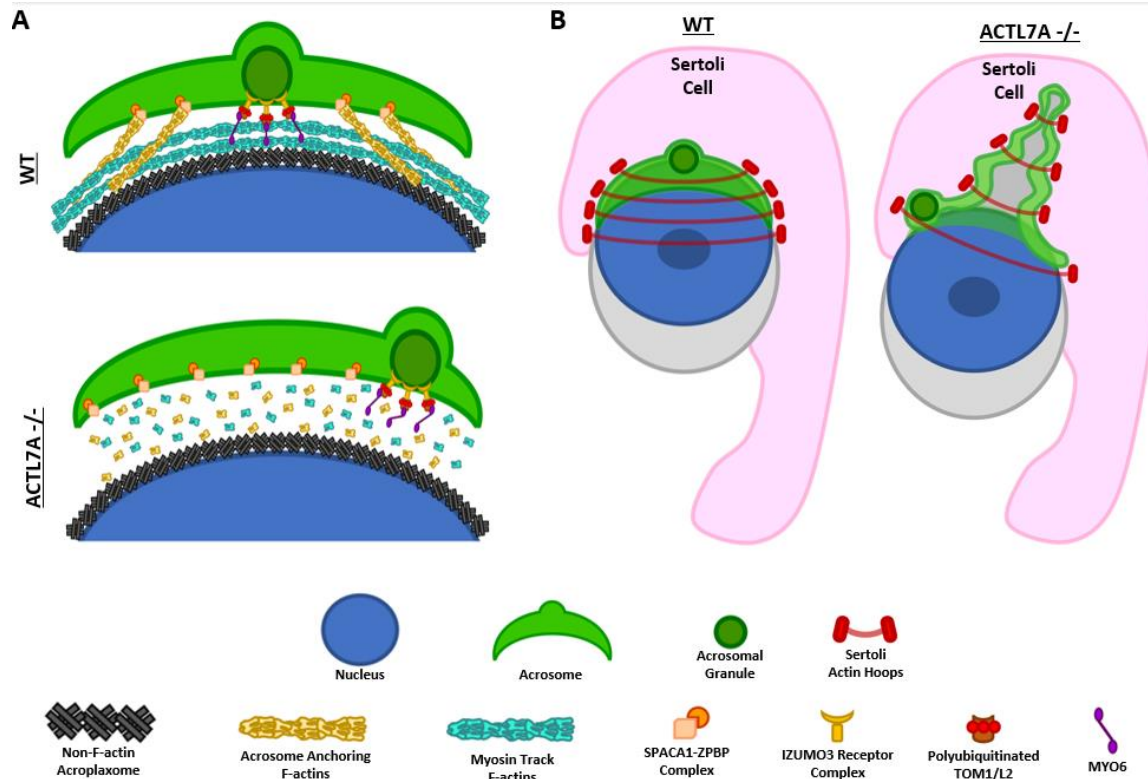 A
B
WT
ACTL7A -/-
WT
Sertoli
Cell
Sertoli
Cell
ACTL7A -/-
Nucleus
Acrosome
Acrosomal
Granule
Sertoli
Actin Hoops
Non-F-actin
Acroplaxome
Acrosome Anchoring
F-actins
Myosin Track
F-actins
SPACA1-ZPBP
Complex
IZUMO3 Receptor
Complex
Polyubiquitinated
TOM1/L2
MYO6